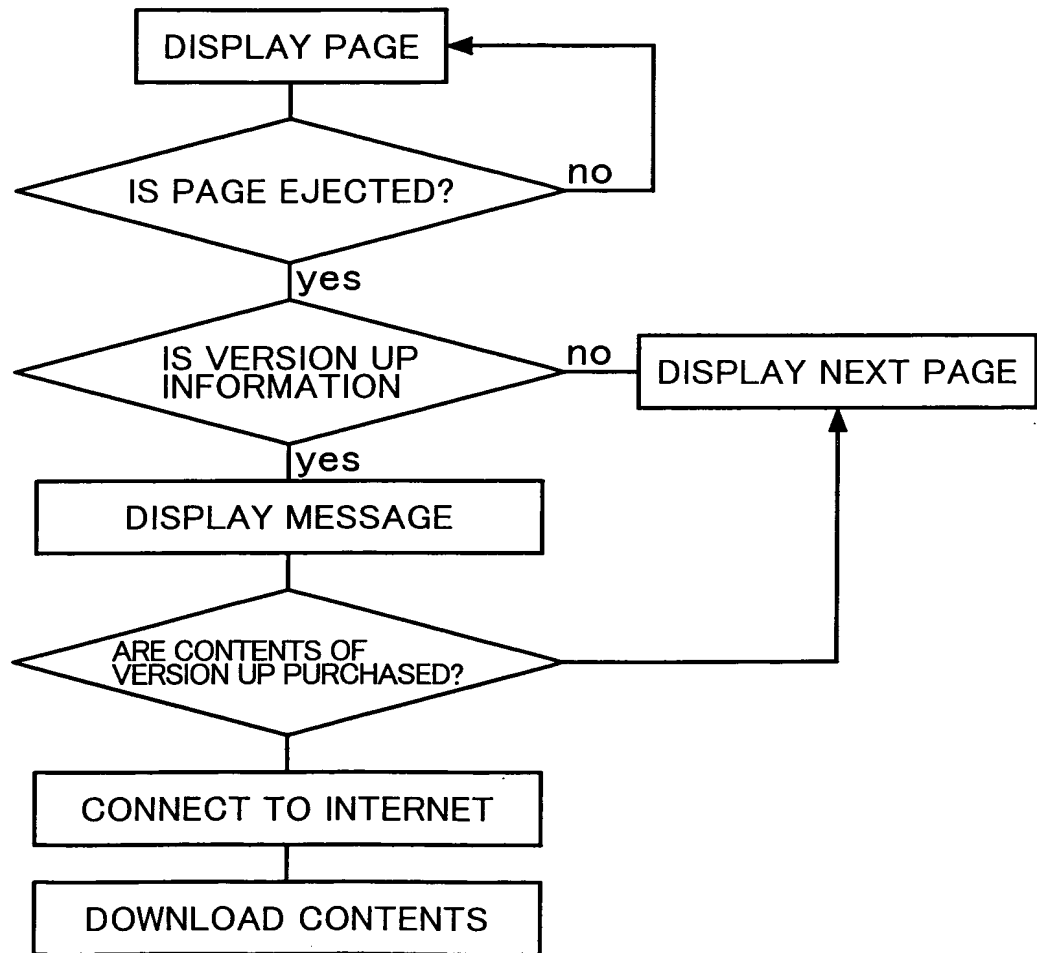 DISPLAY PAGE
IS PAGE EJECTED?
no
yes
IS VERSION UP
INFORMATION
no
DISPLAY NEXT PAGE
yes
DISPLAY MESSAGE
ARE CONTENTS OF
VERSION UP PURCHASED?
CONNECT TO INTERNET
DOWNLOAD CONTENTS